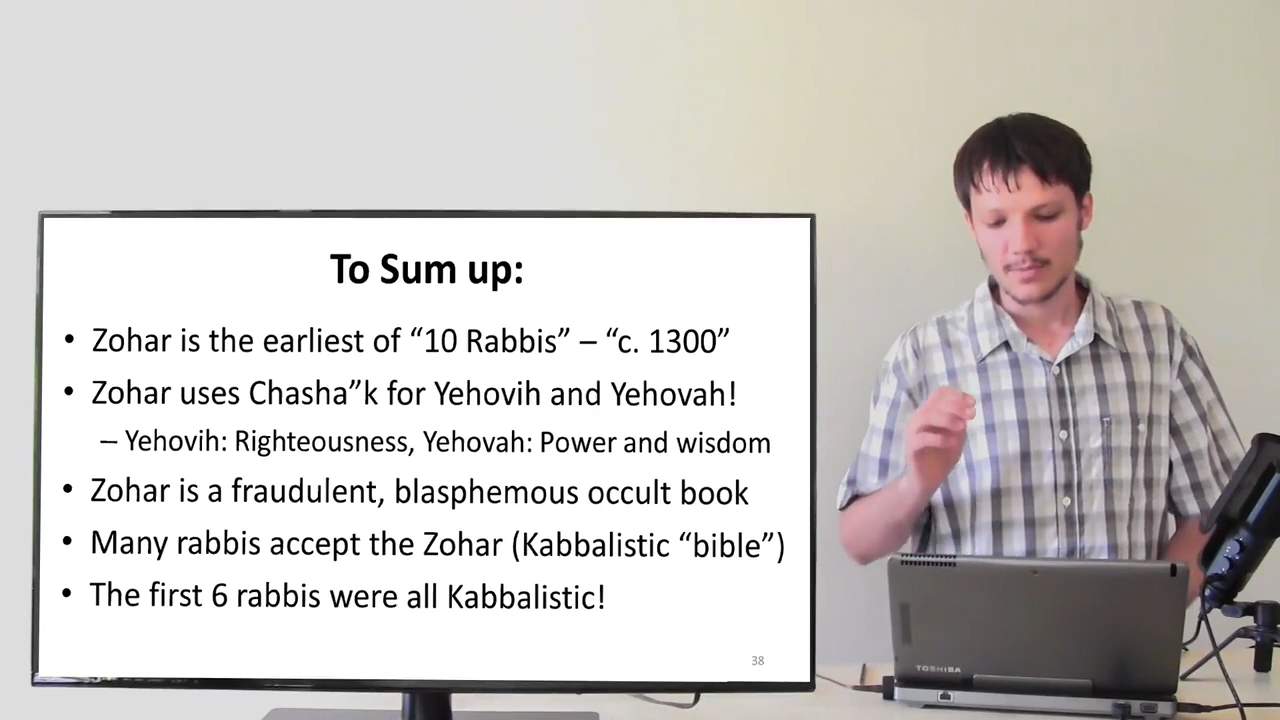 To Sum up:
• Zohar is the earliest of “10 Rabbis” – “c. 1300”
• Zohar uses Chasha”k for Yehovih and Yehovah!
– Yehovih: Righteousness, Yehovah: Power and wisdom
• Zohar is a fraudulent, blasphemous occult book
• Many rabbis accept the Zohar (Kabbalistic “bible”)
• The first 6 rabbis were all Kabbalistic!
38
TOSHIBA